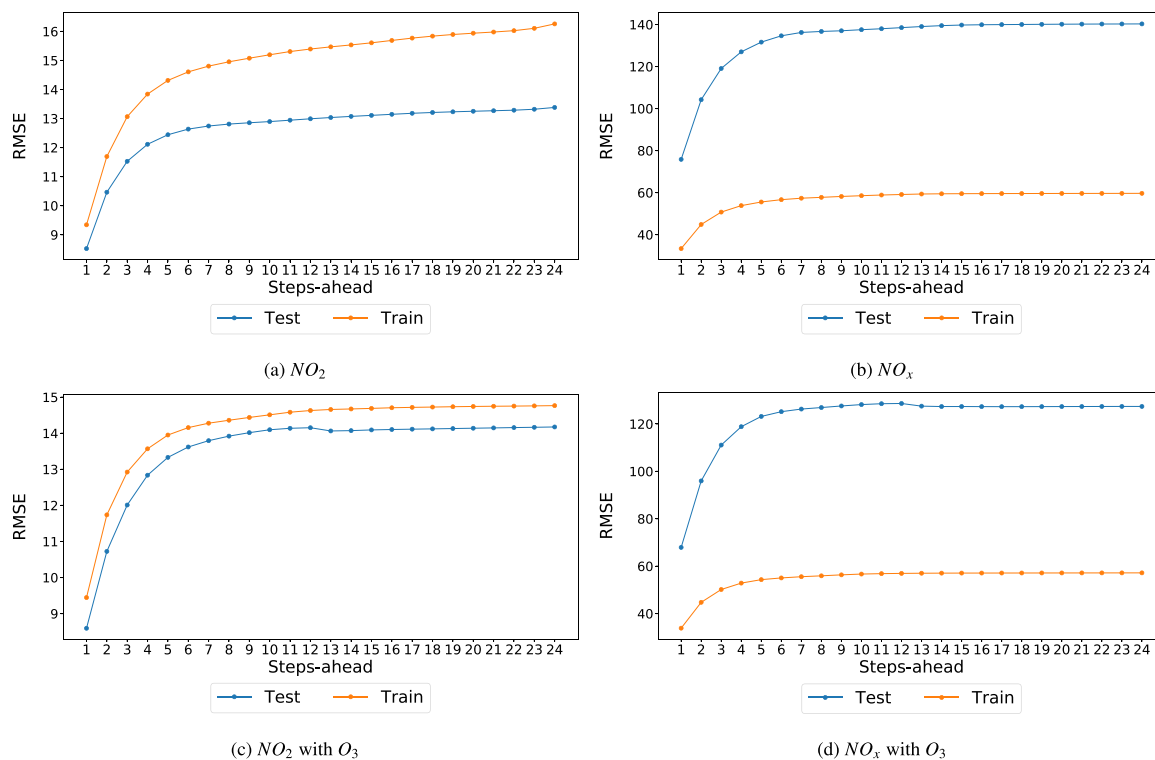 16
15
14
13
12
11
10
9
RMSE
1 2 3 4 5 6 7 8 9 10 11 12 13 14 15 16 17 18 19 20 21 22 23 24
Steps-ahead
Test Train
(a) NO₂
140
120
100
80
60
40
RMSE
1 2 3 4 5 6 7 8 9 10 11 12 13 14 15 16 17 18 19 20 21 22 23 24
Steps-ahead
Test Train
(b) NOₓ
15
14
13
12
11
10
9
RMSE
1 2 3 4 5 6 7 8 9 10 11 12 13 14 15 16 17 18 19 20 21 22 23 24
Steps-ahead
Test Train
(c) NO₂ with O₃
120
100
80
60
40
RMSE
1 2 3 4 5 6 7 8 9 10 11 12 13 14 15 16 17 18 19 20 21 22 23 24
Steps-ahead
Test Train
(d) NOₓ with O₃